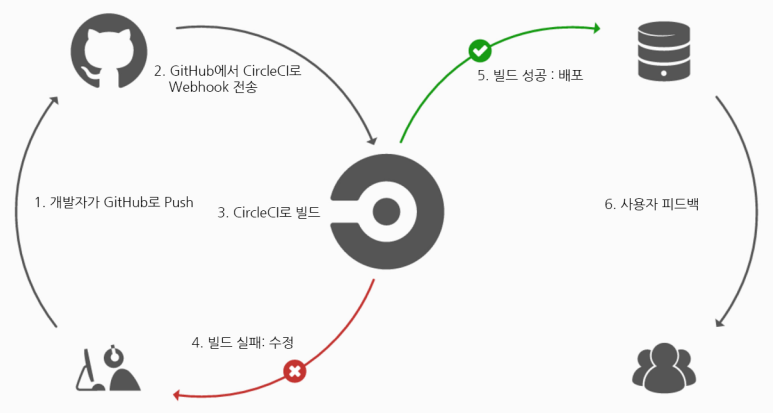 1. 개발자가 GitHub로 Push
2. GitHub에서 CircleCI로
Webhook 전송
3. CircleCI로 빌드
4. 빌드 실패: 수정
5. 빌드 성공 : 배포
6. 사용자 피드백